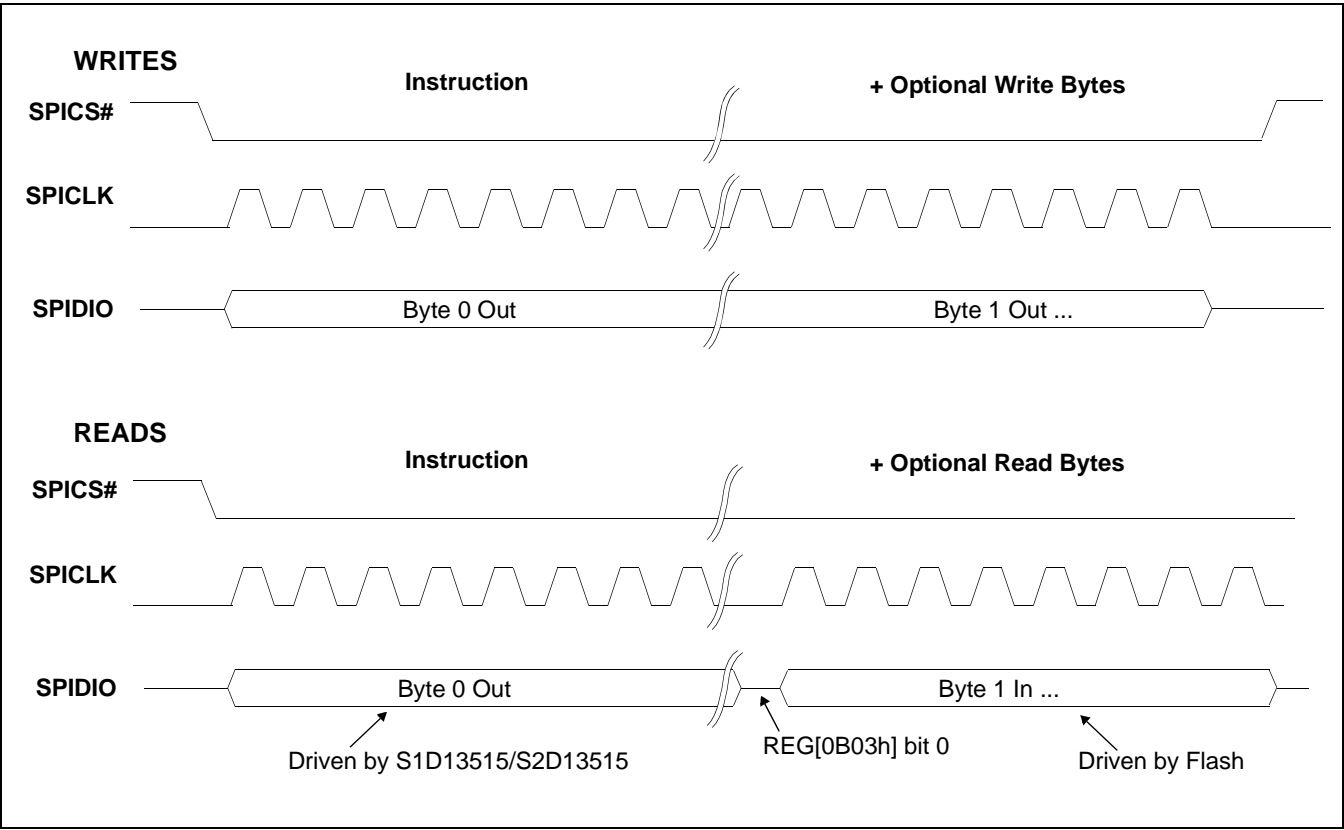 WRITES
Instruction
+ Optional Write Bytes
SPICS#
SPICLK
SPIDIO
Byte 0 Out
Byte 1 Out ...
READS
Instruction
+ Optional Read Bytes
SPICS#
SPICLK
SPIDIO
Byte 0 Out
Byte 1 In ...
Driven by S1D13515/S2D13515
REG[0B03h] bit 0
Driven by Flash